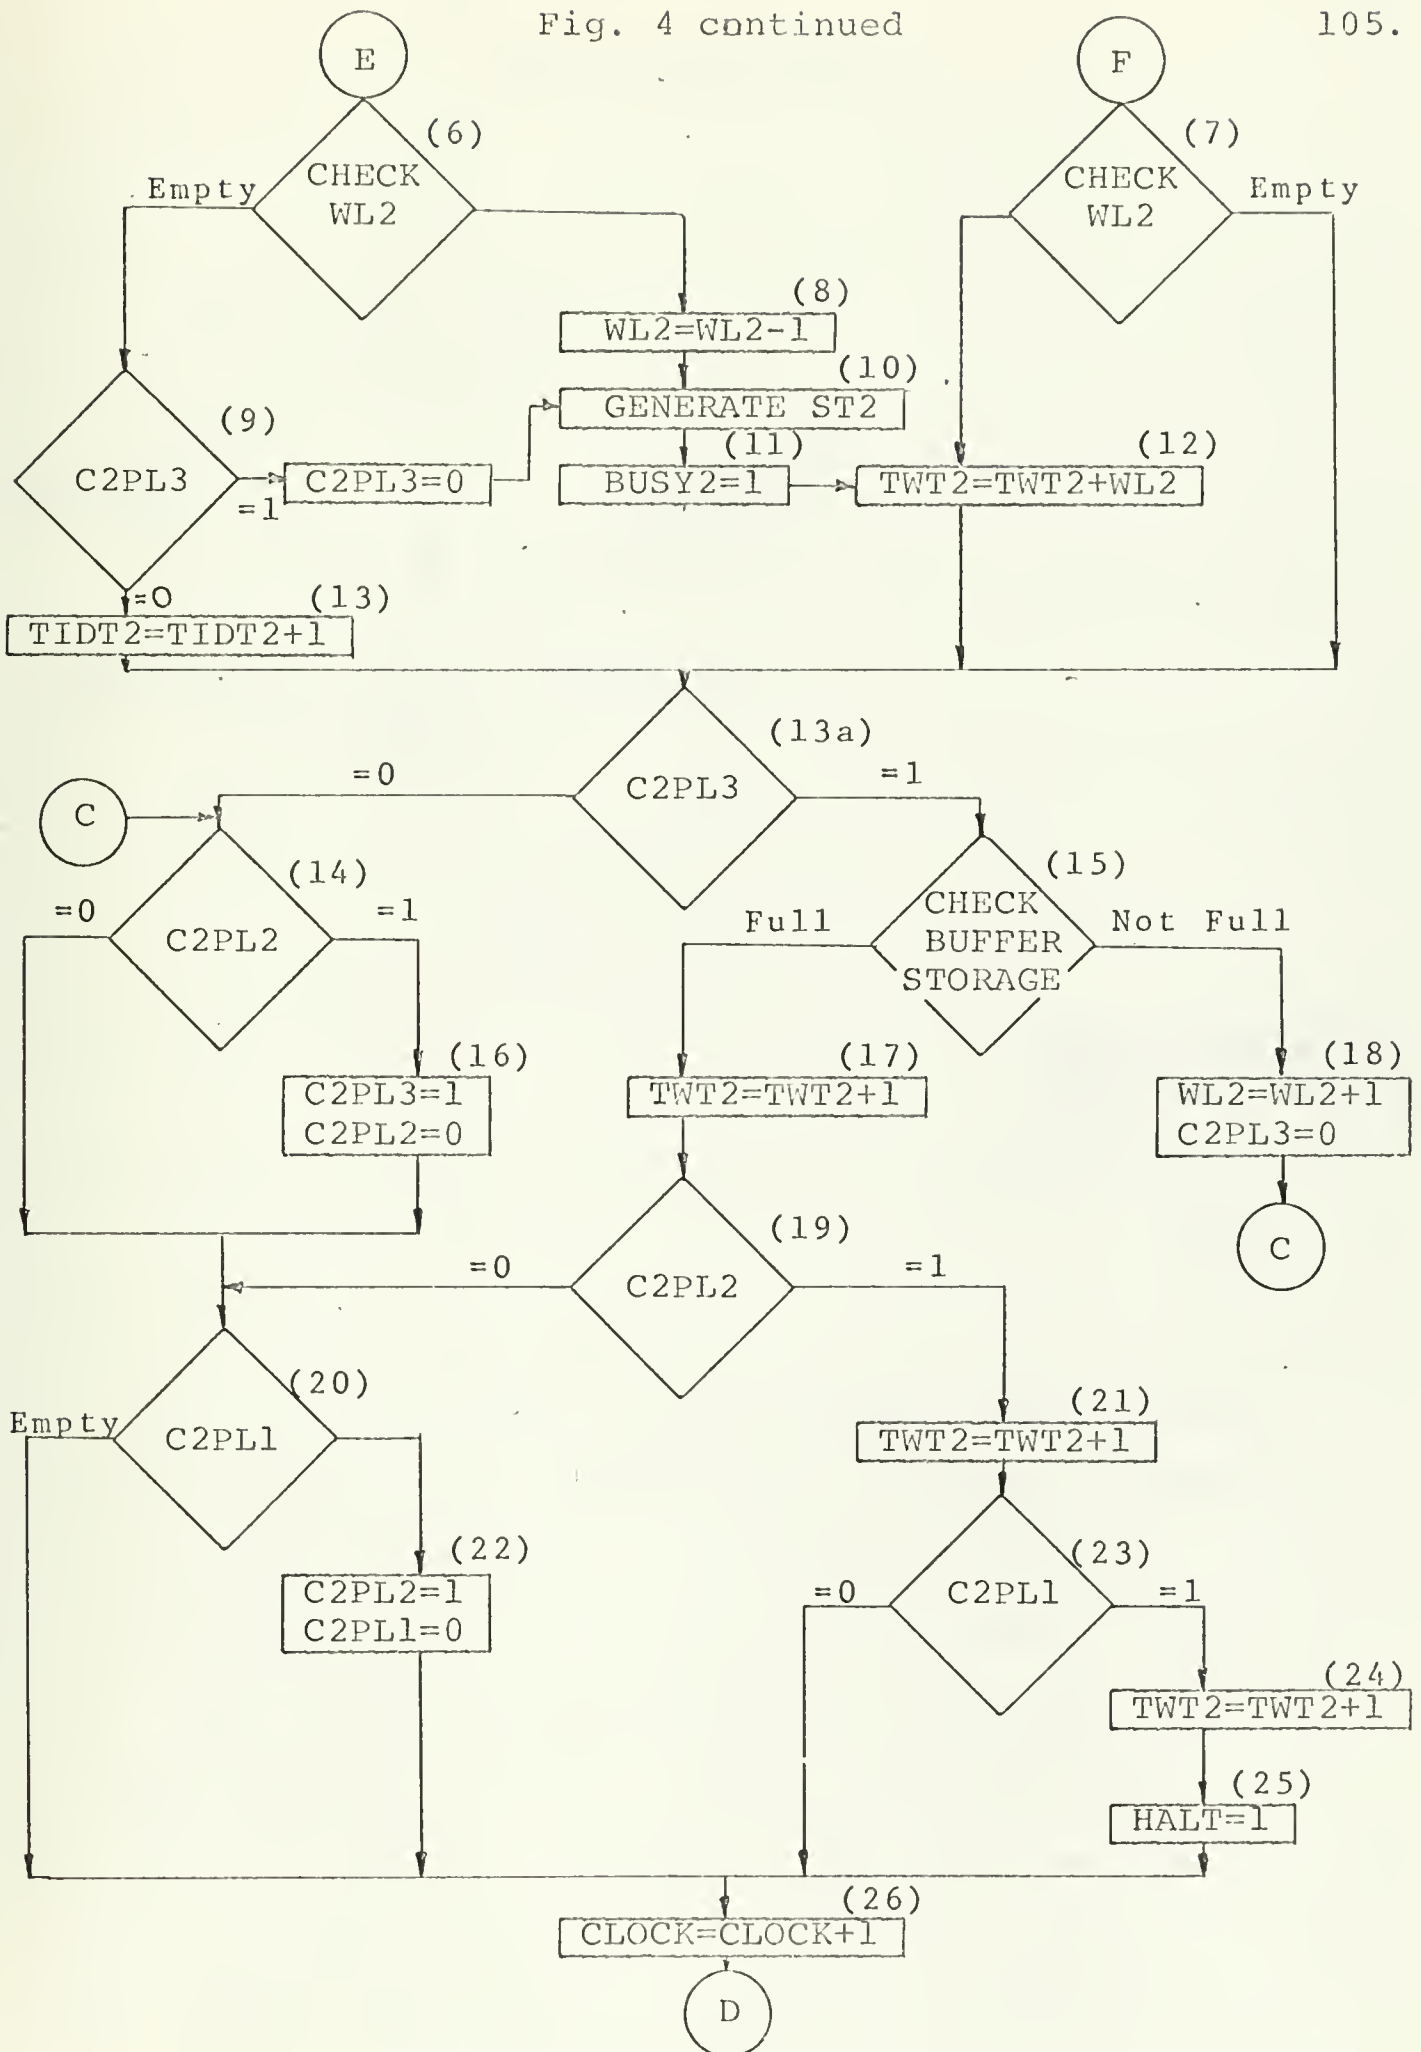 Fig. 4 continued
105.
E
F
(6)
(7)
CHECK
WL2
Empty
CHECK
WL2
Empty
(8)
WL2=WL2-1
(10)
GENERATE ST2
(9)
C2PL3
=1
C2PL3=0
(11)
BUSY2=1
(12)
TWT2=TWT2+WL2
=0
(13)
TIDT2=TIDT2+1
(13a)
C2PL3
=0
=1
C
(14)
C2PL2
=0
=1
(15)
CHECK
BUFFER
STORAGE
Full
Not Full
(16)
C2PL3=1
C2PL2=0
(17)
TWT2=TWT2+1
(18)
WL2=WL2+1
C2PL3=0
(19)
C2PL2
=0
=1
C
(20)
C2PL1
Empty
(21)
TWT2=TWT2+1
(22)
C2PL2=1
C2PL1=0
(23)
C2PL1
=0
=1
(24)
TWT2=TWT2+1
(25)
HALT=1
(26)
CLOCK=CLOCK+1
D